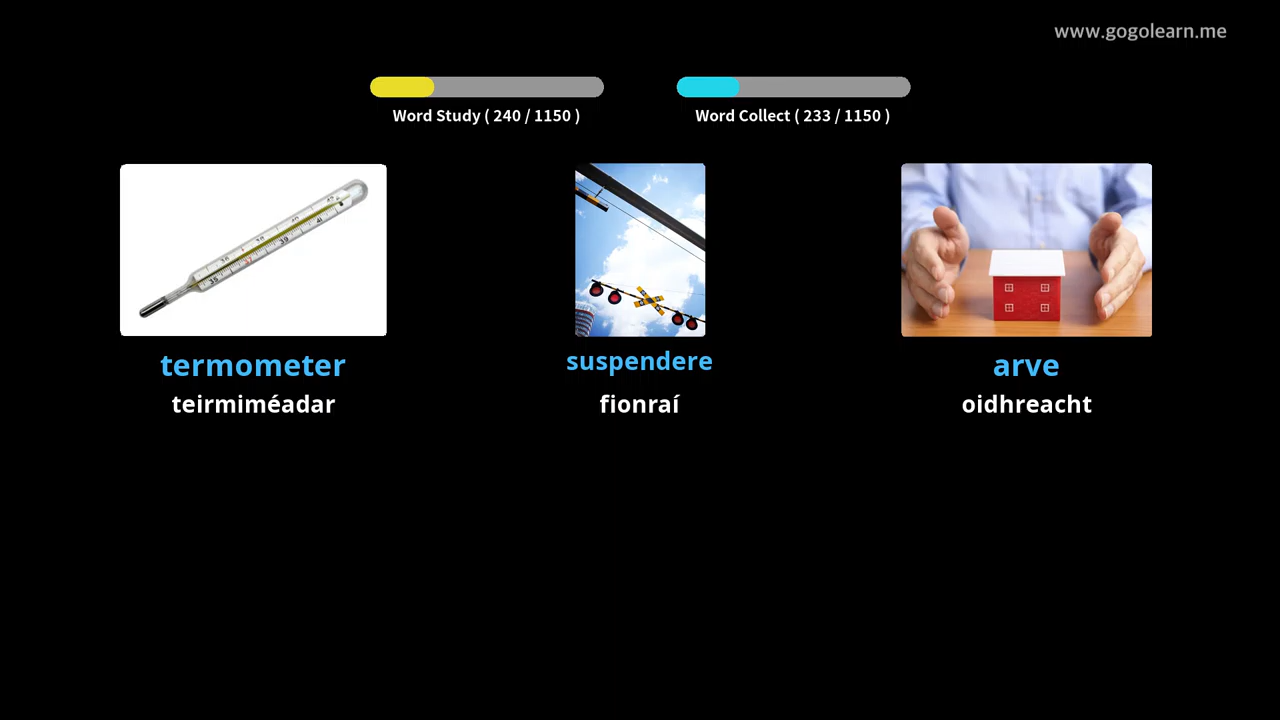 www.gogolearn.me
Word Study ( 240 / 1150 )
Word Collect ( 233 / 1150 )
termometer
suspendere
arve
teirmiméadar
fionraí
oidhreacht